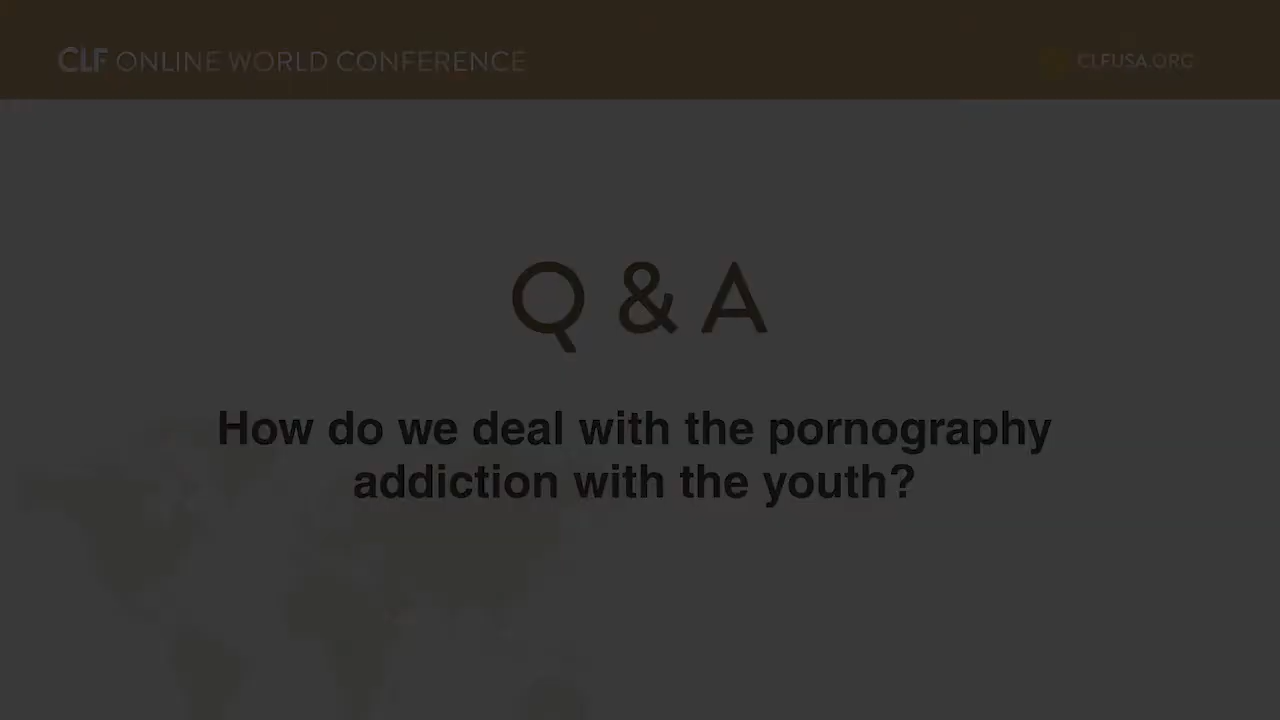 CLF ONLINE WORLD CONFERENCE
CLFUSA.ORG
Q & A
How do we deal with the pornography
addiction with the youth?